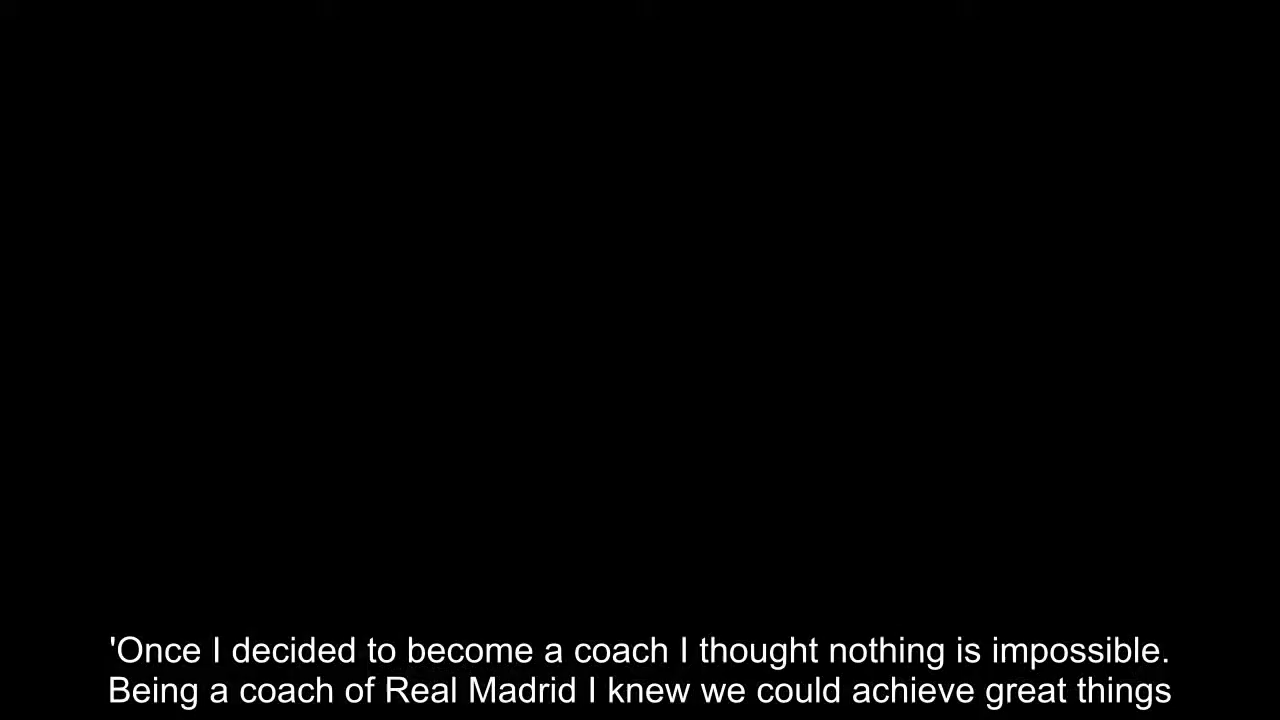 'Once I decided to become a coach I thought nothing is impossible.
Being a coach of Real Madrid I knew we could achieve great things